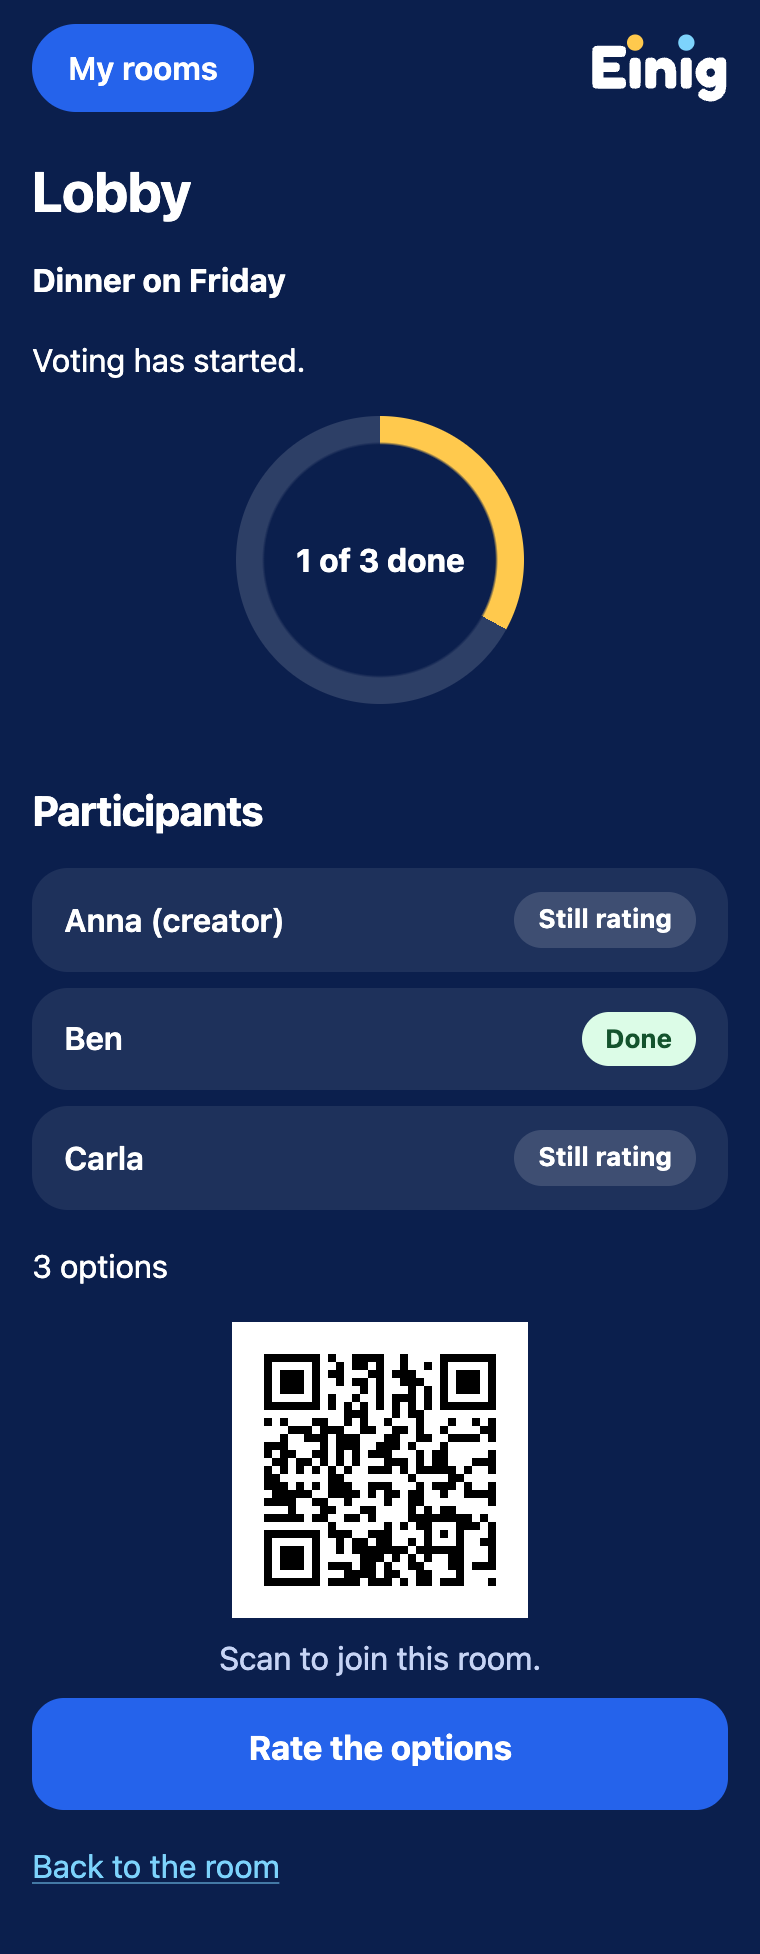 My rooms
Einig
Lobby
Dinner on Friday
Voting has started.
1 of 3 done
Participants
Anna (creator)
Still rating
Ben
Done
Carla
Still rating
3 options
Scan to join this room.
Rate the options
Back to the room